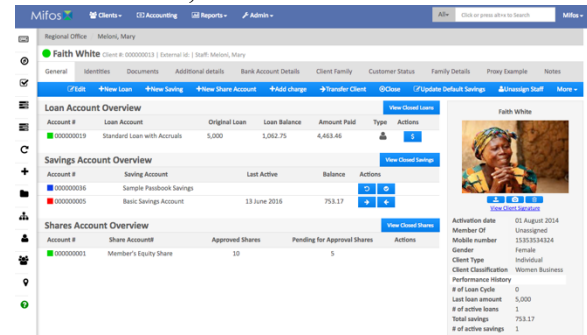 Mifos Clients Accounting Reports Admin All Click or press alt+x to Search Mifos
Regional Office Meloni, Mary
Faith White Client #: 000000013 | External Id: | Staff: Meloni, Mary
General Identities Documents Additional details Bank Account Details Client Family Customer Status Family Details Proxy Example Notes
Edit +New Loan +New Saving +New Share Account +Add charge Transfer Client Close Update Default Savings Unassign Staff More
Loan Account Overview View Closed Loans
Account # Loan Account Original Loan Loan Balance Amount Paid Type Actions
000000019 Standard Loan with Accruals 5,000 1,062.75 4,463.46 $
Savings Account Overview View Closed Savings
Account # Saving Account Last Active Balance Actions
000000036 Sample Passbook Savings
000000005 Basic Savings Account 13 June 2016 753.17
Shares Account Overview View Closed Shares
Account # Share Account# Approved Shares Pending for Approval Shares Actions
000000001 Member's Equity Share 10 5
Faith White
View Client Signature
Activation date 01 August 2014
Member Of Unassigned
Mobile number 15353534324
Gender Female
Client Type Individual
Client Classification Women Business
Performance History
# of Loan Cycle 0
Last loan amount 5,000
# of active loans 1
Total savings 753.17
# of active savings 1